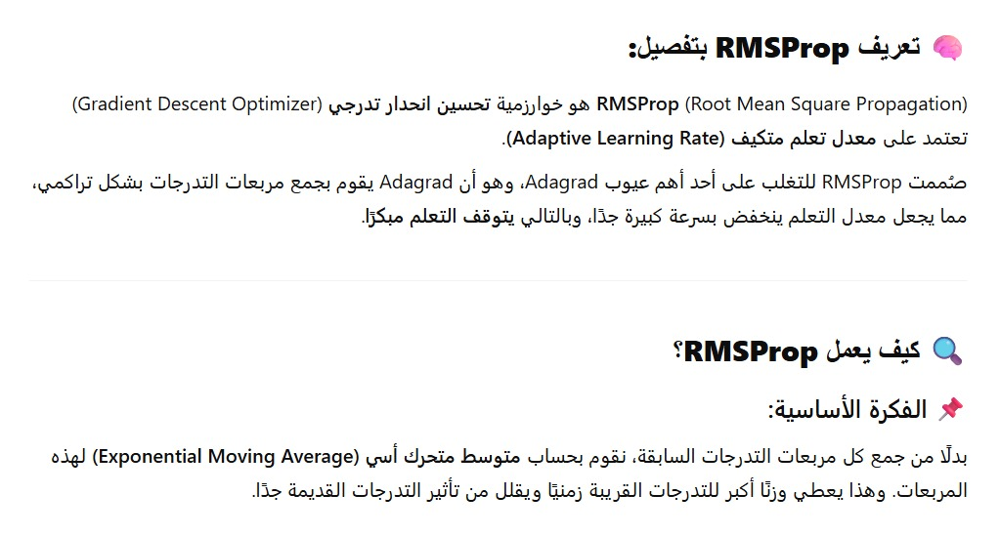 🧠 تعريف RMSProp بتفصيل:
RMSProp (Root Mean Square Propagation) هو خوارزمية تحسين انحدار تدرجي (Gradient Descent Optimizer)
تعتمد على معدل تعلم متكيف (Adaptive Learning Rate).
صُممت RMSProp للتغلب على أحد أهم عيوب Adagrad، وهو أن Adagrad يقوم بجمع مربعات التدرجات بشكل تراكمي،
مما يجعل معدل التعلم ينخفض بسرعة كبيرة جدًا، وبالتالي يتوقف التعلم مبكرًا.
🔍 كيف يعمل RMSProp؟
📌 الفكرة الأساسية:
بدلًا من جمع كل مربعات التدرجات السابقة، نقوم بحساب متوسط متحرك أسي (Exponential Moving Average) لهذه
المربعات. وهذا يعطي وزنًا أكبر للتدرجات القريبة زمنيًا ويقلل من تأثير التدرجات القديمة جدًا.